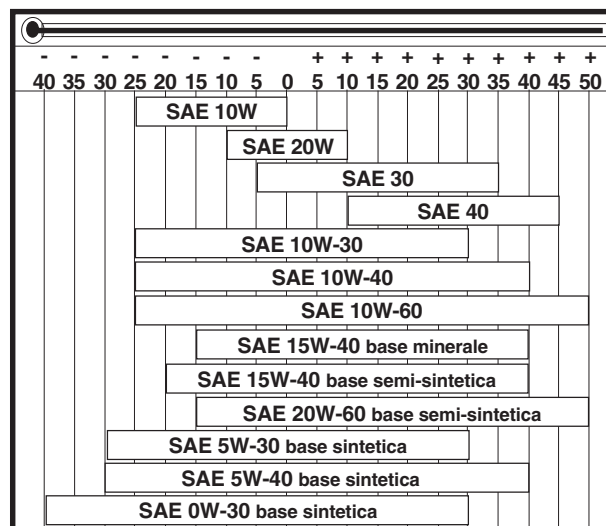 - - - - - - - - + + + + + + + + + +
40 35 30 25 20 15 10 5 0 5 10 15 20 25 30 35 40 45 50
SAE 10W
SAE 20W
SAE 30
SAE 40
SAE 10W-30
SAE 10W-40
SAE 10W-60
SAE 15W-40 base minerale
SAE 15W-40 base semi-sintetica
SAE 20W-60 base semi-sintetica
SAE 5W-30 base sintetica
SAE 5W-40 base sintetica
SAE 0W-30 base sintetica